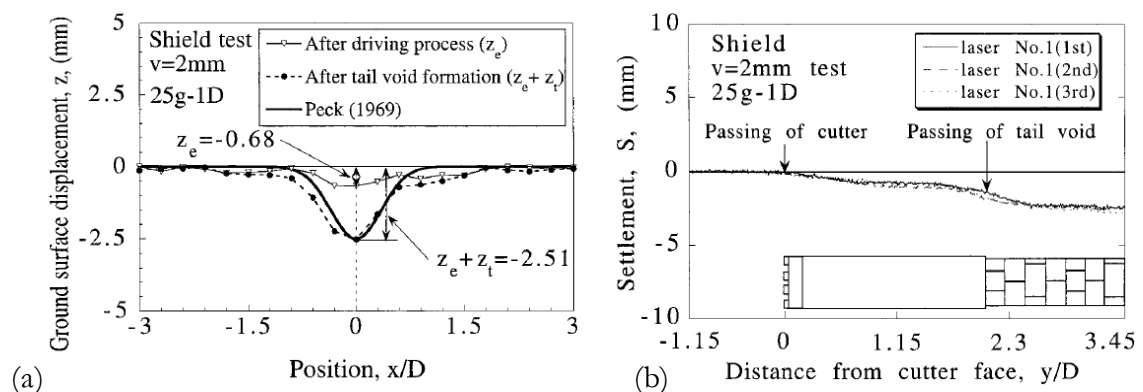 Ground surface displacement, z, (mm)
5
2.5
0
-2.5
-5
Shield test
v=2mm
25g-1D
After driving process (zₑ)
After tail void formation (zₑ+ zₜ)
Peck (1969)
zₑ=-0.68
zₑ+zₜ=-2.51
-3
-1.5
0
1.5
3
Position, x/D
(a)
Settlement, S, (mm)
10
5
0
-5
-10
Shield
v=2mm test
25g-1D
laser No.1(1st)
laser No.1(2nd)
laser No.1(3rd)
Passing of cutter
Passing of tail void
-1.15
0
1.15
2.3
3.45
Distance from cutter face, y/D
(b)